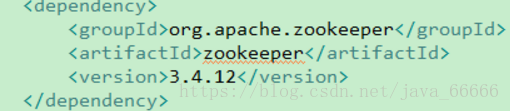 <dependency>
<groupId>org.apache.zookeeper</groupId>
<artifactId>zookeeper</artifactId>
<version>3.4.12</version>
</dependency>
https://blog.csdn.net/java_66666